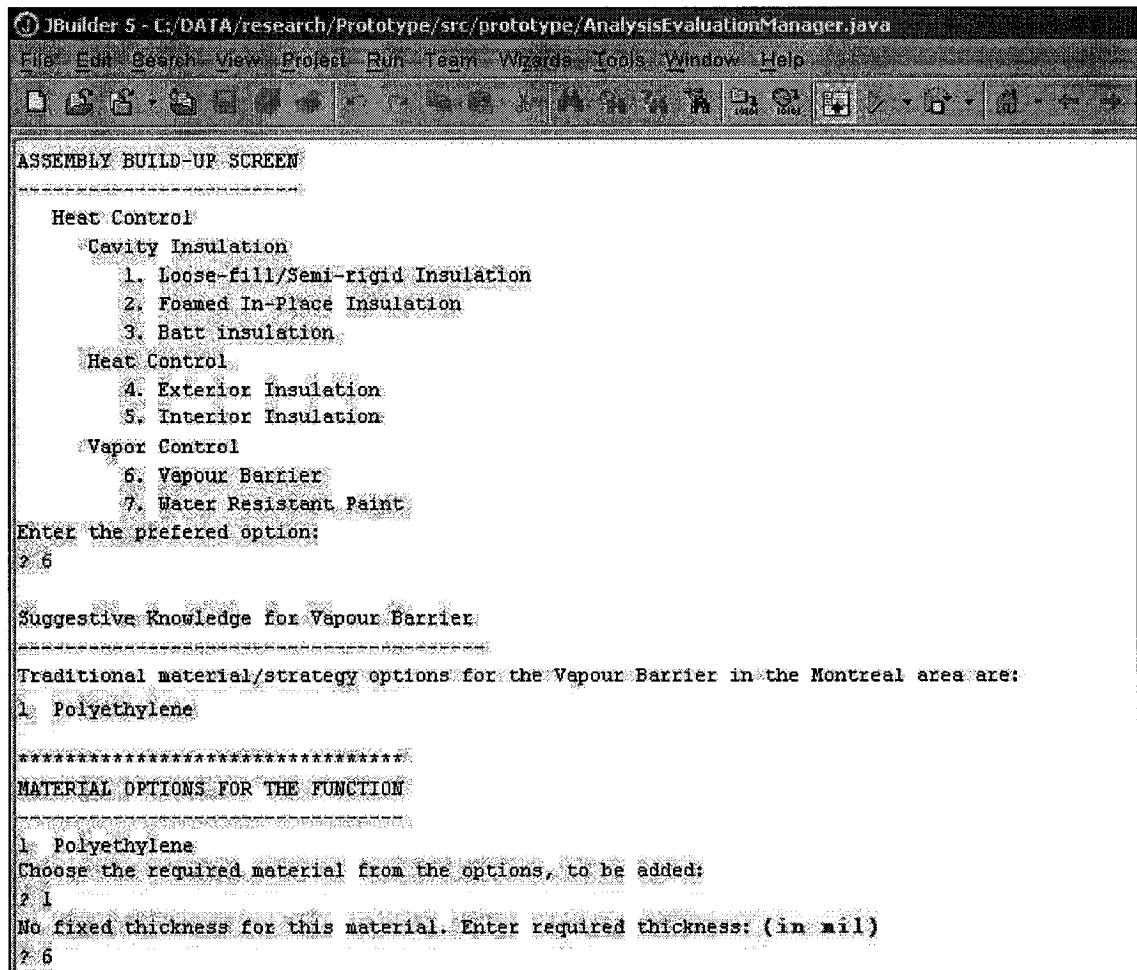 JBuilder 5 - C:/DATA/research/Prototype/src/prototype/AnalysisEvaluationManager.java
File Edit Search View Project Run Team Wizards Tools Window Help
ASSEMBLY BUILD-UP SCREEN
-------------------------
Heat Control
Cavity Insulation
1. Loose-fill/Semi-rigid Insulation
2. Foamed In-Place Insulation
3. Batt insulation
Heat Control
4. Exterior Insulation
5. Interior Insulation
Vapor Control
6. Vapour Barrier
7. Water Resistant Paint
Enter the prefered option:
? 6
Suggestive Knowledge for Vapour Barrier
----------------------------------------
Traditional material/strategy options for the Vapour Barrier in the Montreal area are:
1 Polyethylene
*********************************
MATERIAL OPTIONS FOR THE FUNCTION
---------------------------------
1 Polyethylene
Choose the required material from the options, to be added:
? 1
No fixed thickness for this material. Enter required thickness: (in mil)
? 6